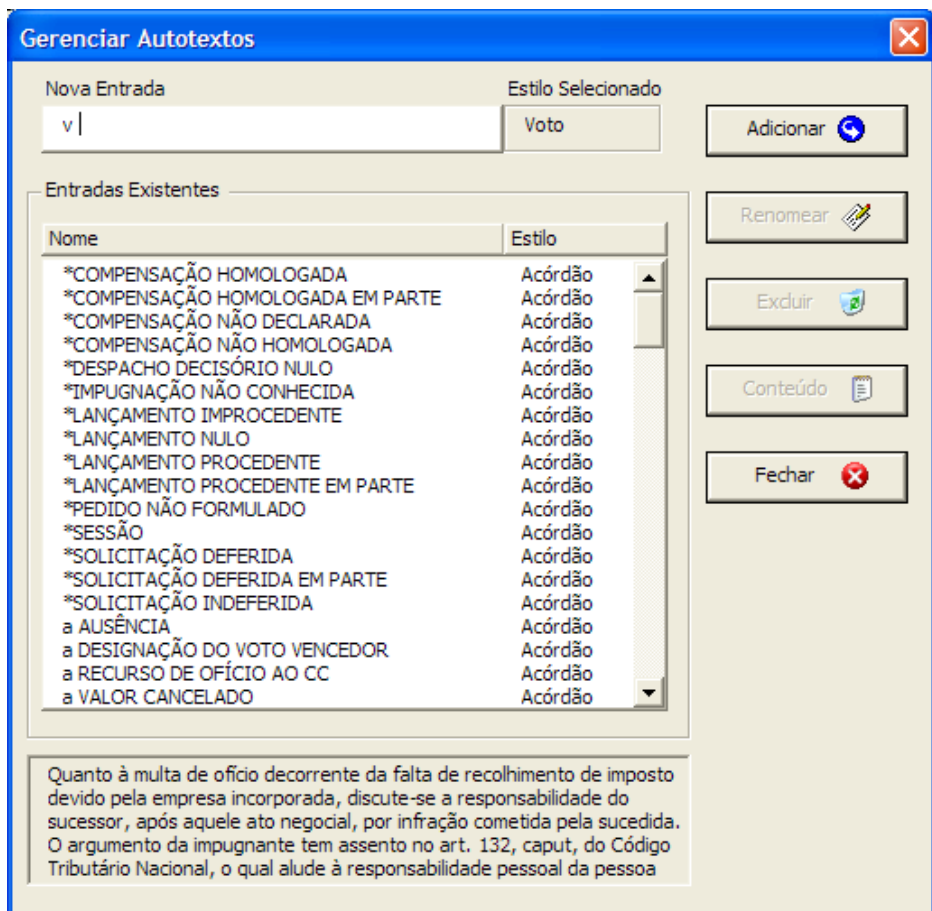 Gerenciar Autotextos
Nova Entrada
Estilo Selecionado
v
Voto
Adicionar
Entradas Existentes
Renomear
Nome Estilo
*COMPENSAÇÃO HOMOLOGADA Acórdão
*COMPENSAÇÃO HOMOLOGADA EM PARTE Acórdão
*COMPENSAÇÃO NÃO DECLARADA Acórdão
*COMPENSAÇÃO NÃO HOMOLOGADA Acórdão
*DESPACHO DECISÓRIO NULO Acórdão
*IMPUGNAÇÃO NÃO CONHECIDA Acórdão
*LANÇAMENTO IMPROCEDENTE Acórdão
*LANÇAMENTO NULO Acórdão
*LANÇAMENTO PROCEDENTE Acórdão
*LANÇAMENTO PROCEDENTE EM PARTE Acórdão
*PEDIDO NÃO FORMULADO Acórdão
*SESSÃO Acórdão
*SOLICITAÇÃO DEFERIDA Acórdão
*SOLICITAÇÃO DEFERIDA EM PARTE Acórdão
*SOLICITAÇÃO INDEFERIDA Acórdão
a AUSÊNCIA Acórdão
a DESIGNAÇÃO DO VOTO VENCEDOR Acórdão
a RECURSO DE OFÍCIO AO CC Acórdão
a VALOR CANCELADO Acórdão
Excluir
Conteúdo
Fechar
Quanto à multa de ofício decorrente da falta de recolhimento de imposto
devido pela empresa incorporada, discute-se a responsabilidade do
sucessor, após aquele ato negocial, por infração cometida pela sucedida.
O argumento da impugnante tem assento no art. 132, caput, do Código
Tributário Nacional, o qual alude à responsabilidade pessoal da pessoa